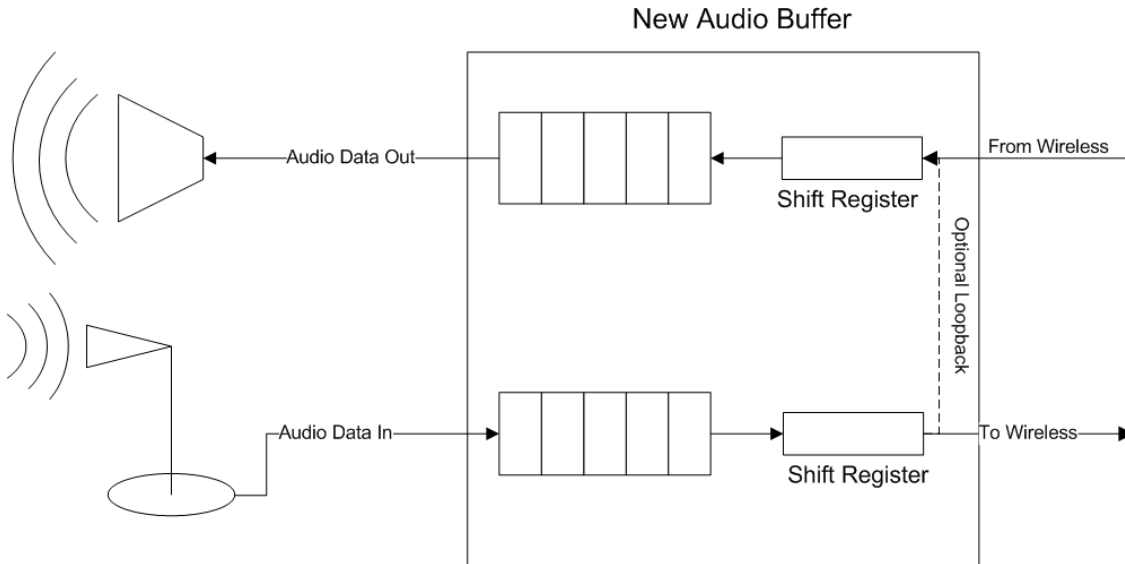 New Audio Buffer
Audio Data Out
From Wireless
Shift Register
Optional Loopback
Audio Data In
To Wireless
Shift Register